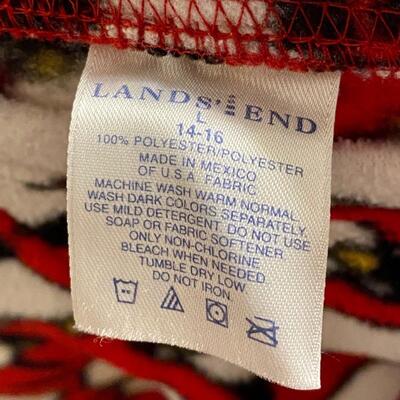 LANDS' END
L
14-16
100% POLYESTER/POLYESTER
MADE IN MEXICO
OF U.S.A. FABRIC
MACHINE WASH WARM NORMAL.
WASH DARK COLORS SEPARATELY.
USE MILD DETERGENT. DO NOT USE
SOAP OR FABRIC SOFTENER.
ONLY NON-CHLORINE
BLEACH WHEN NEEDED.
TUMBLE DRY LOW.
DO NOT IRON.